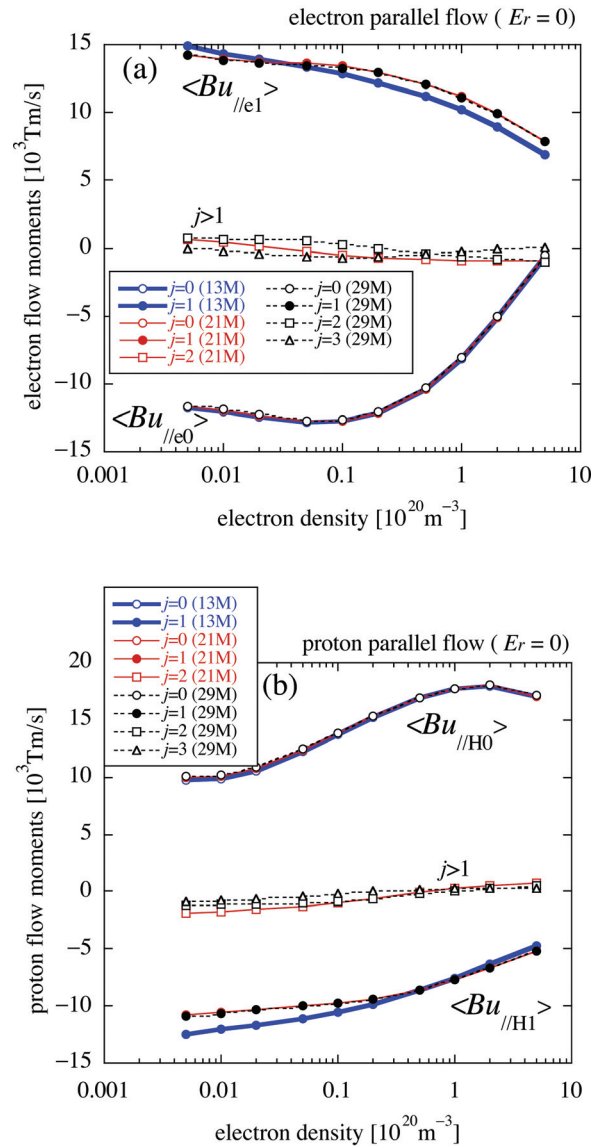 electron parallel flow ( Er = 0)
15
(a)
<Bu//e1>
10
5
j>1
0
j=0 (13M)
j=1 (13M)
j=0 (21M)
j=1 (21M)
j=2 (21M)
j=0 (29M)
j=1 (29M)
j=2 (29M)
j=3 (29M)
−5
−10
<Bu//e0>
−15
electron flow moments [10³Tm/s]
0.001 0.01 0.1 1 10
electron density [10²⁰m⁻³]
j=0 (13M)
j=1 (13M)
j=0 (21M)
j=1 (21M)
j=2 (21M)
j=0 (29M)
j=1 (29M)
j=2 (29M)
j=3 (29M)
proton parallel flow ( Er = 0)
20
(b)
15
<Bu//H0>
10
5
j>1
0
−5
<Bu//H1>
−10
−15
proton flow moments [10³Tm/s]
0.001 0.01 0.1 1 10
electron density [10²⁰m⁻³]